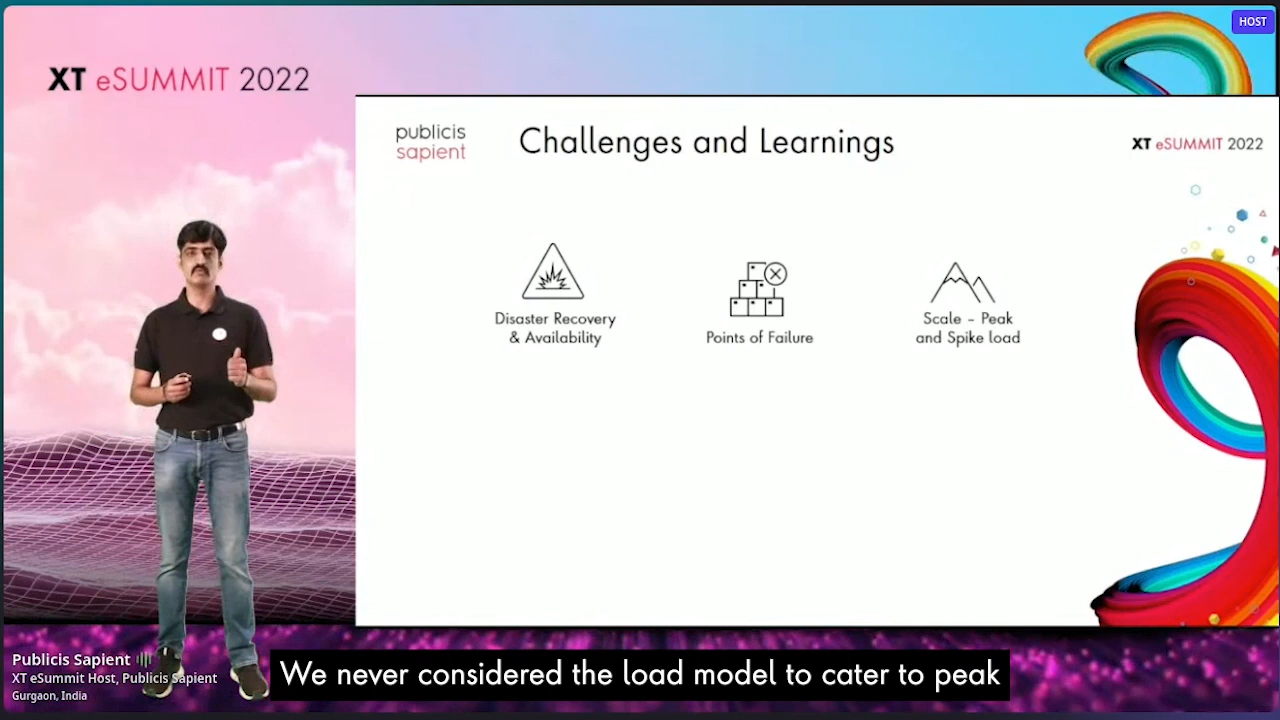 HOST
XT eSUMMIT 2022
publicis
sapient
Challenges and Learnings
XT eSUMMIT 2022
Disaster Recovery
& Availability
Points of Failure
Scale – Peak
and Spike load
Publicis Sapient
XT eSummit Host, Publicis Sapient
Gurgaon, India
We never considered the load model to cater to peak